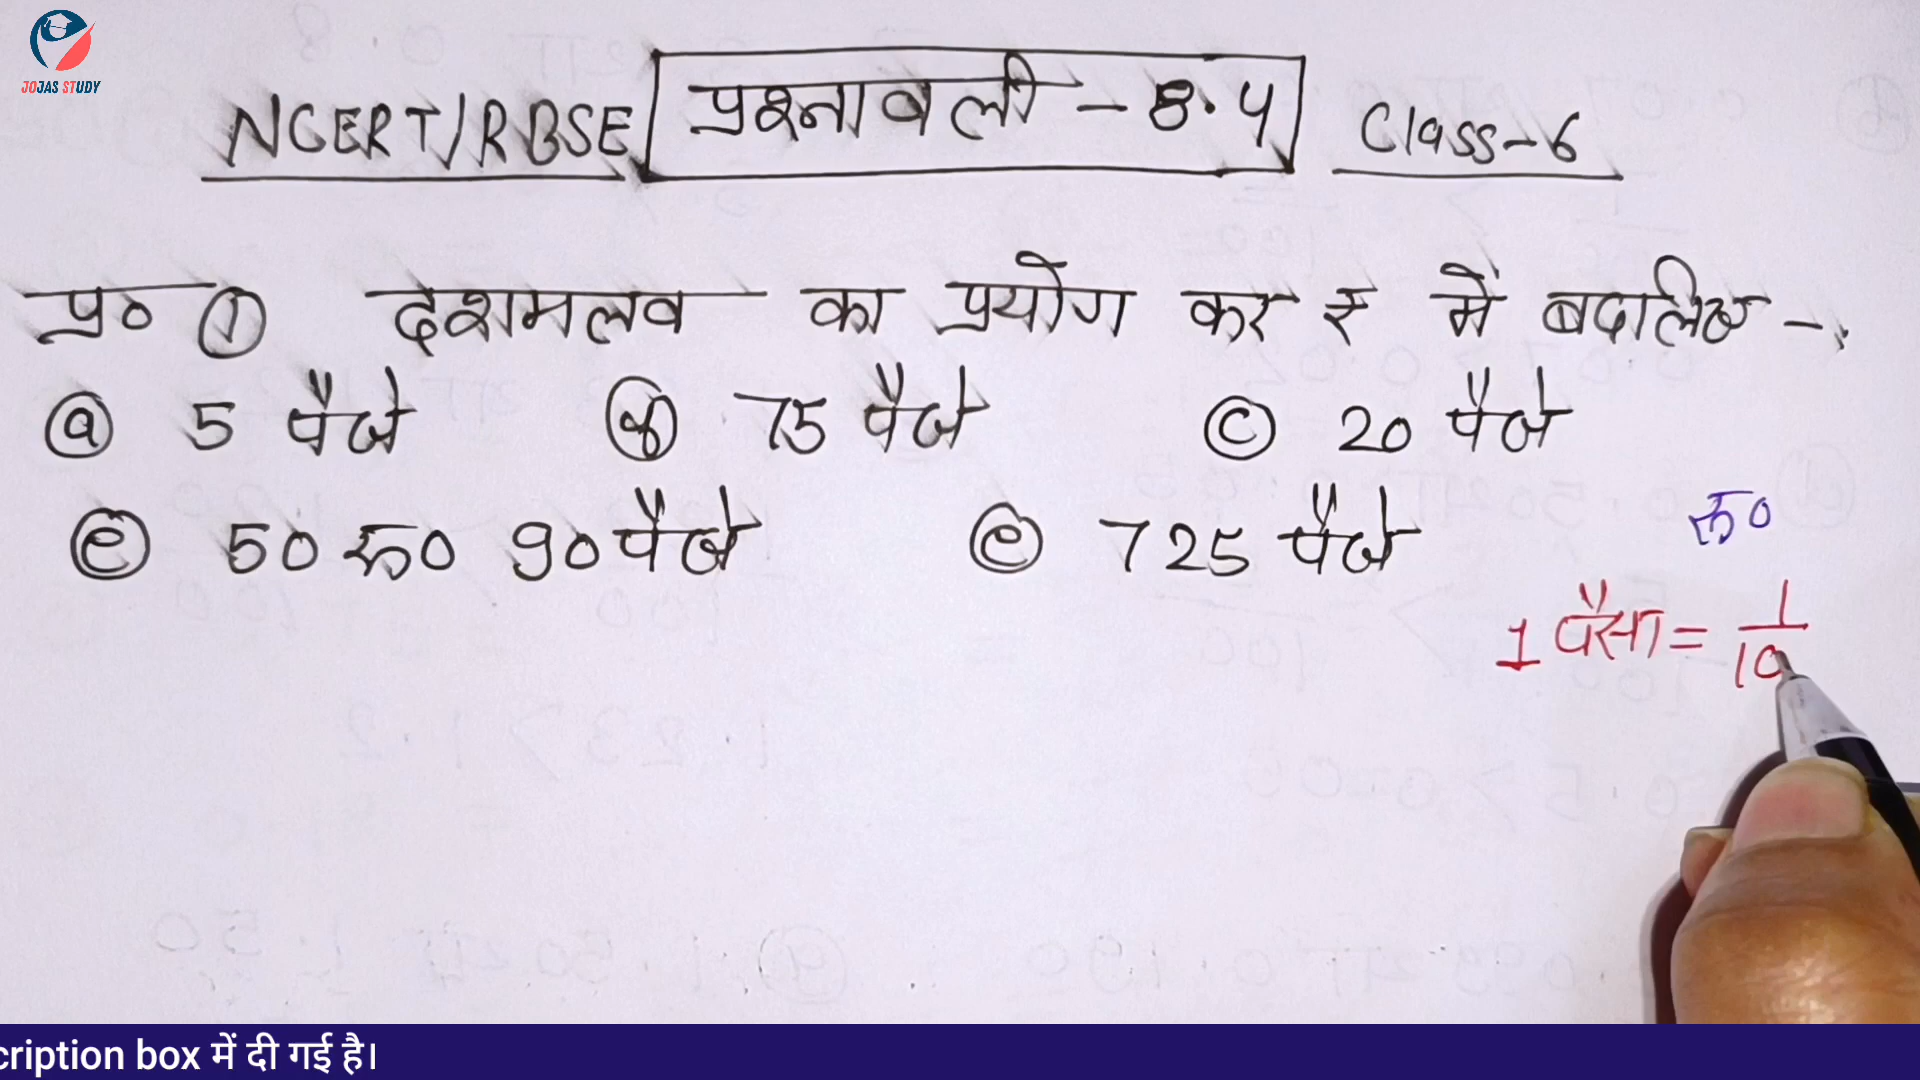 JOJAS STUDY
NCERT/RBSE प्रश्नावली - 8.4 Class-6
प्र० ① दशमलव का प्रयोग कर ₹ में बदलिए -
ⓐ 5 पैसे ⓑ 75 पैसे ⓒ 20 पैसे
ⓔ 50 रू० 90 पैसे ⓔ 725 पैसे
रू०
1 पैसा = 1/10
cription box में दी गई है।